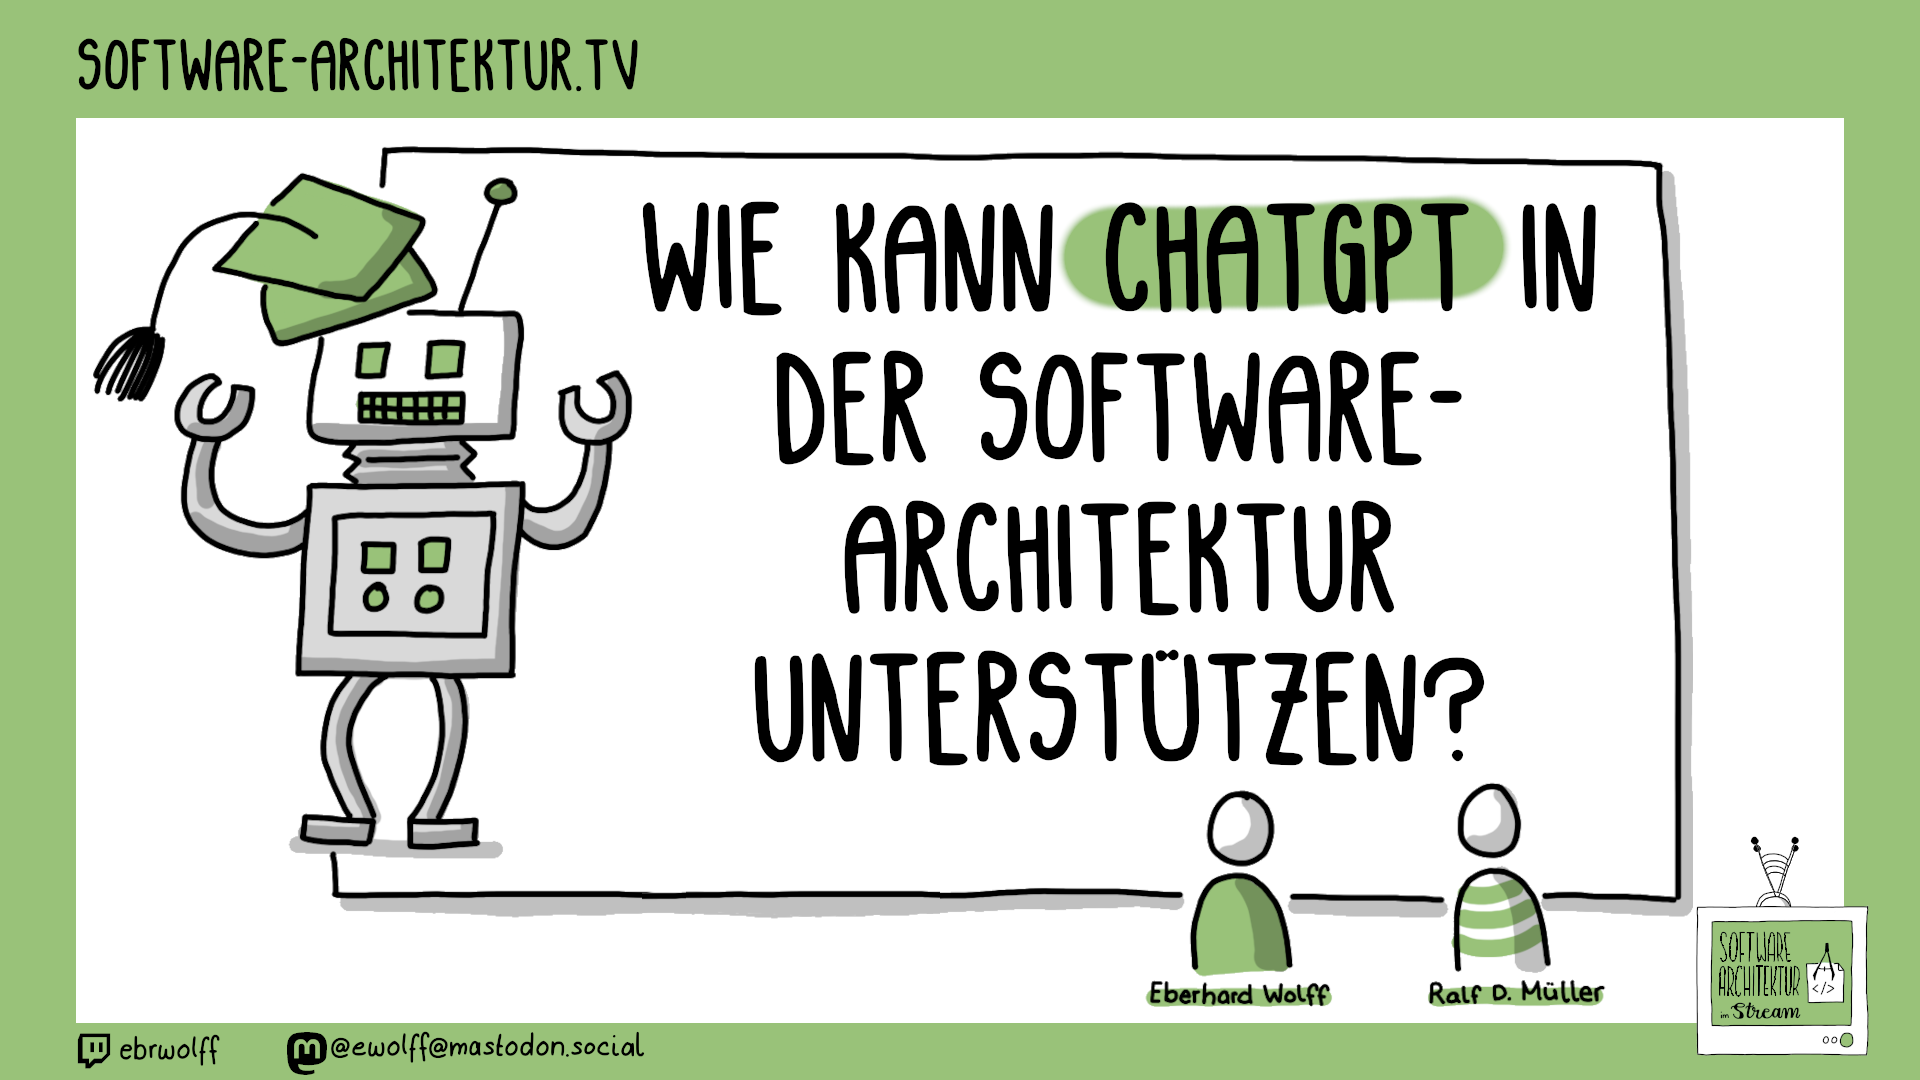 SOFTWARE-ARCHITEKTUR.TV
WIE KANN CHATGPT IN
DER SOFTWARE-
ARCHITEKTUR
UNTERSTÜTZEN?
Eberhard Wolff
Ralf D. Müller
SOFTWARE
ARCHITEKTUR
</>
im Stream
ebrwolff
@ewolff@mastodon.social